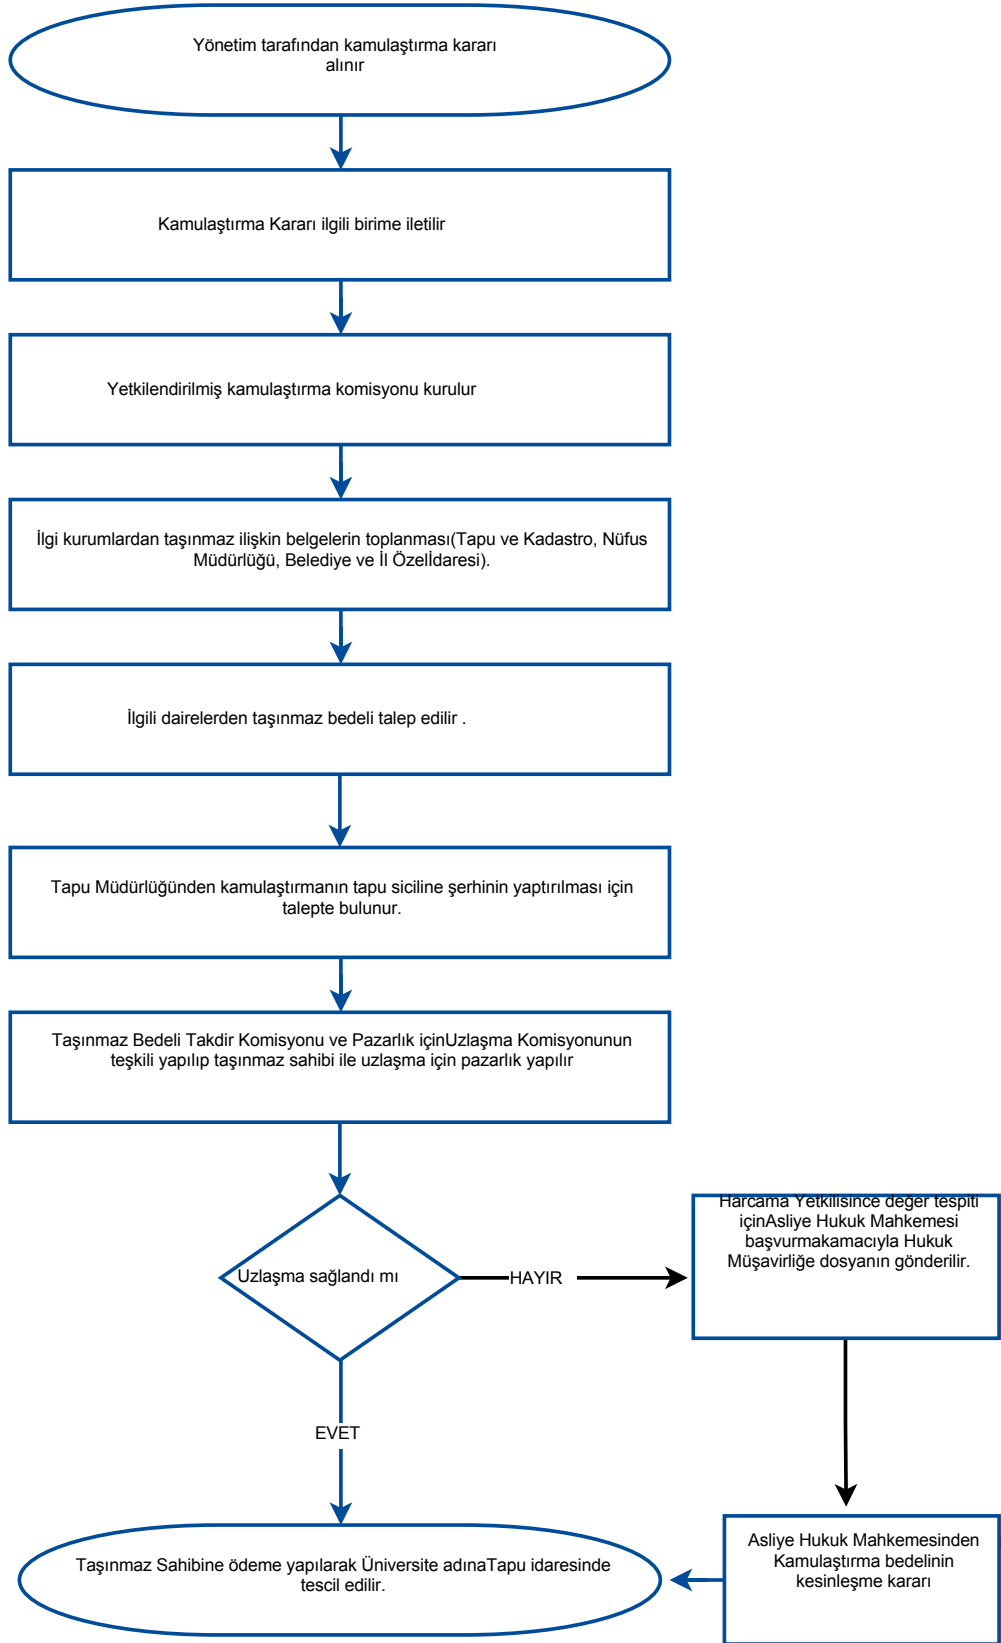 Yönetim tarafından kamulaştırma kararı
alınır
Kamulaştırma Kararı ilgili birime iletilir
Yetkilendirilmiş kamulaştırma komisyonu kurulur
İlgi kurumlardan taşınmaz ilişkin belgelerin toplanması(Tapu ve Kadastro, Nüfus
Müdürlüğü, Belediye ve İl Özelİdaresi).
İlgili dairelerden taşınmaz bedeli talep edilir .
Tapu Müdürlüğünden kamulaştırmanın tapu siciline şerhinin yaptırılması için
talepte bulunur.
Taşınmaz Bedeli Takdir Komisyonu ve Pazarlık içinUzlaşma Komisyonunun
teşkili yapılıp taşınmaz sahibi ile uzlaşma için pazarlık yapılır
Uzlaşma sağlandı mı
HAYIR
Harcama Yetkilisince değer tespiti
içinAsliye Hukuk Mahkemesi
başvurmakamacıyla Hukuk
Müşavirliğe dosyanın gönderilir.
EVET
Asliye Hukuk Mahkemesinden
Kamulaştırma bedelinin
kesinleşme kararı
Taşınmaz Sahibine ödeme yapılarak Üniversite adınaTapu idaresinde
tescil edilir.